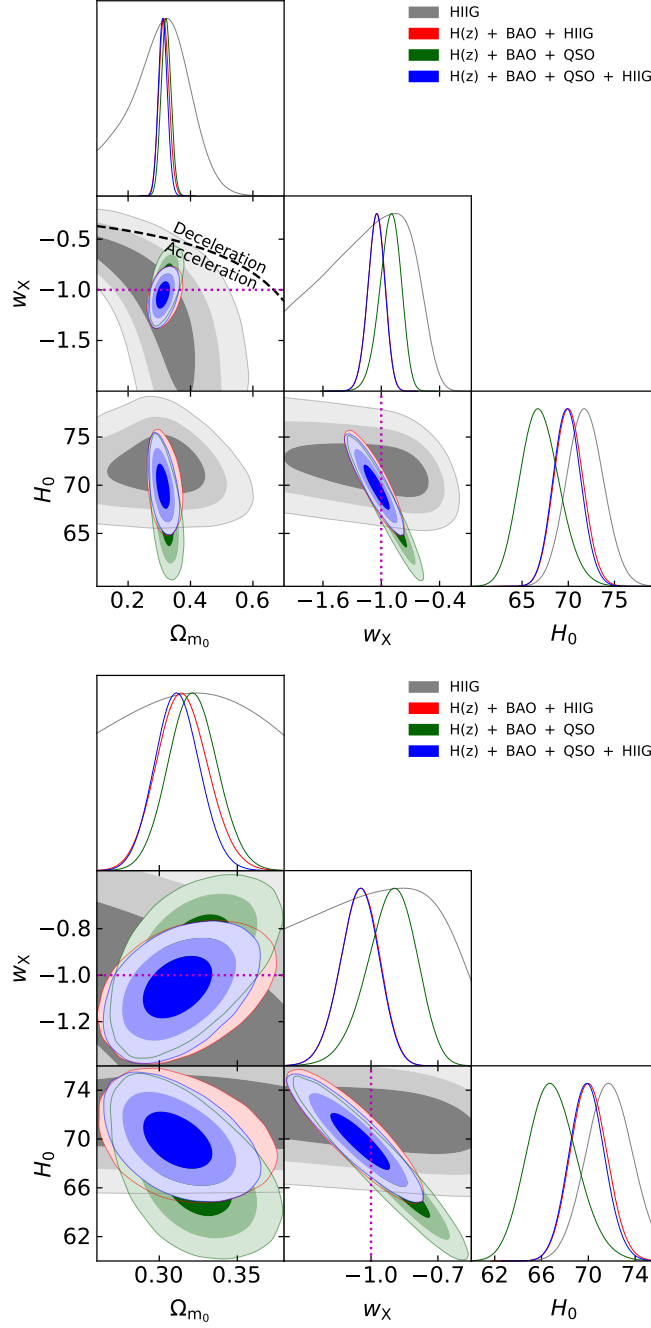 HIIG
H(z) + BAO + HIIG
H(z) + BAO + QSO
H(z) + BAO + QSO + HIIG
Deceleration
Acceleration
−0.5
−1.0
−1.5
w_X
75
70
65
H_0
0.2 0.4 0.6
−1.6 −1.0 −0.4
65 70 75
Ω_m0
w_X
H_0
HIIG
H(z) + BAO + HIIG
H(z) + BAO + QSO
H(z) + BAO + QSO + HIIG
−0.8
−1.0
−1.2
w_X
74
70
66
62
H_0
0.30 0.35
−1.0 −0.7
62 66 70 74
Ω_m0
w_X
H_0